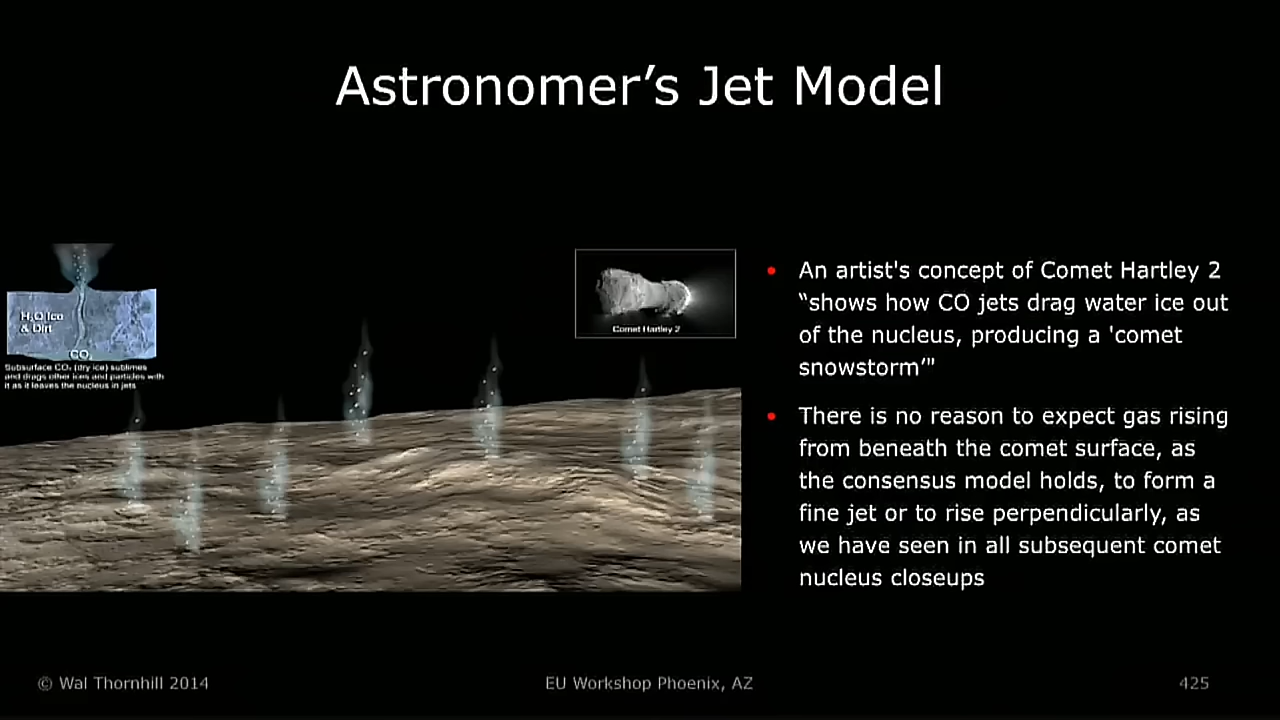 Astronomer’s Jet Model
H₂O Ice
& Dirt
CO₂
Subsurface CO₂ (dry ice) sublimes
and drags other ices and particles with
it as it leaves the nucleus in jets
Comet Hartley 2
• An artist's concept of Comet Hartley 2
“shows how CO jets drag water ice out
of the nucleus, producing a 'comet
snowstorm’"
• There is no reason to expect gas rising
from beneath the comet surface, as
the consensus model holds, to form a
fine jet or to rise perpendicularly, as
we have seen in all subsequent comet
nucleus closeups
© Wal Thornhill 2014
EU Workshop Phoenix, AZ
425